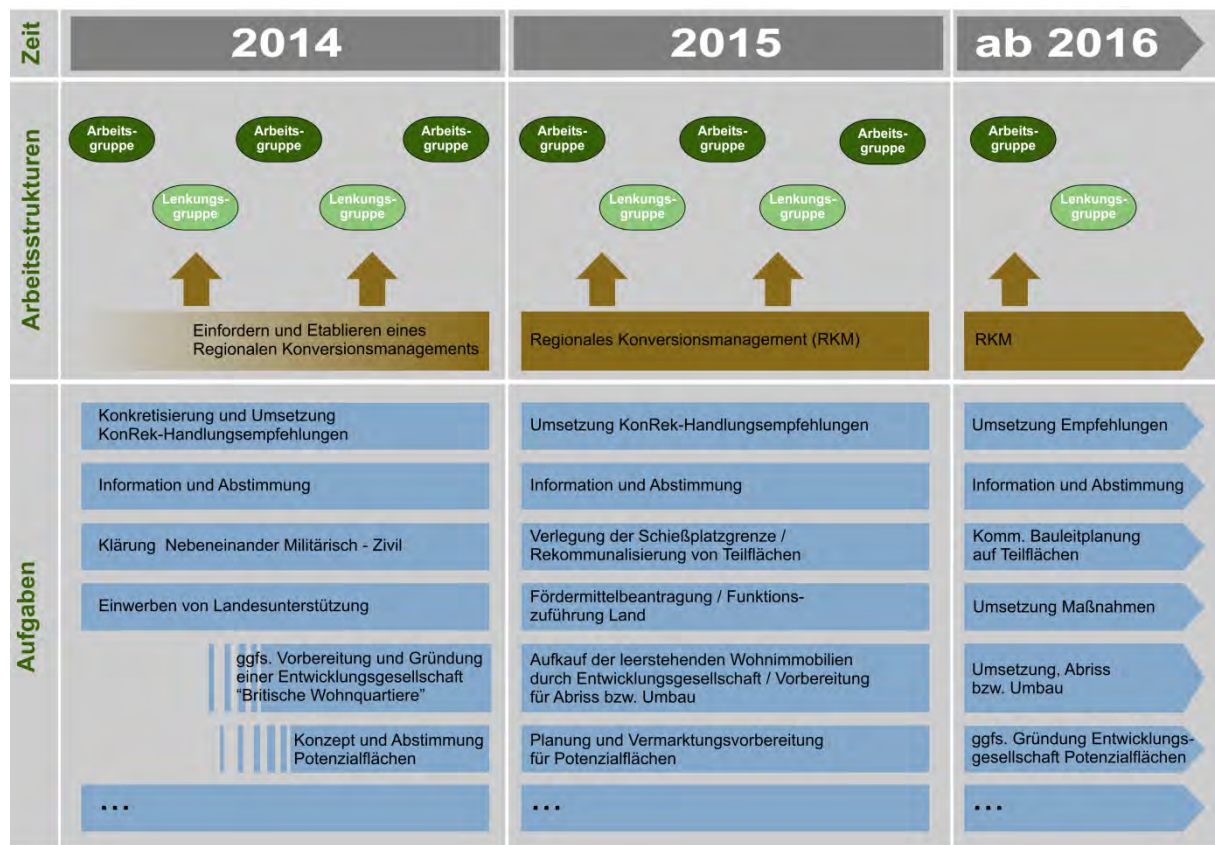 Zeit
2014
2015
ab 2016
Arbeitsstrukturen
Arbeits-
gruppe
Arbeits-
gruppe
Arbeits-
gruppe
Lenkungs-
gruppe
Lenkungs-
gruppe
Einfordern und Etablieren eines
Regionalen Konversionsmanagements
Arbeits-
gruppe
Arbeits-
gruppe
Arbeits-
gruppe
Lenkungs-
gruppe
Lenkungs-
gruppe
Regionales Konversionsmanagement (RKM)
Arbeits-
gruppe
Lenkungs-
gruppe
RKM
Aufgaben
Konkretisierung und Umsetzung
KonRek-Handlungsempfehlungen
Umsetzung KonRek-Handlungsempfehlungen
Umsetzung Empfehlungen
Information und Abstimmung
Information und Abstimmung
Information und Abstimmung
Klärung Nebeneinander Militärisch - Zivil
Verlegung der Schießplatzgrenze /
Rekommunalisierung von Teilflächen
Komm. Bauleitplanung
auf Teilflächen
Einwerben von Landesunterstützung
Fördermittelbeantragung / Funktions-
zuführung Land
Umsetzung Maßnahmen
ggfs. Vorbereitung und Gründung
einer Entwicklungsgesellschaft
"Britische Wohnquartiere"
Aufkauf der leerstehenden Wohnimmobilien
durch Entwicklungsgesellschaft / Vorbereitung
für Abriss bzw. Umbau
Umsetzung, Abriss
bzw. Umbau
Konzept und Abstimmung
Potenzialflächen
Planung und Vermarktungsvorbereitung
für Potenzialflächen
ggfs. Gründung Entwicklungs-
gesellschaft Potenzialflächen
...
...
...